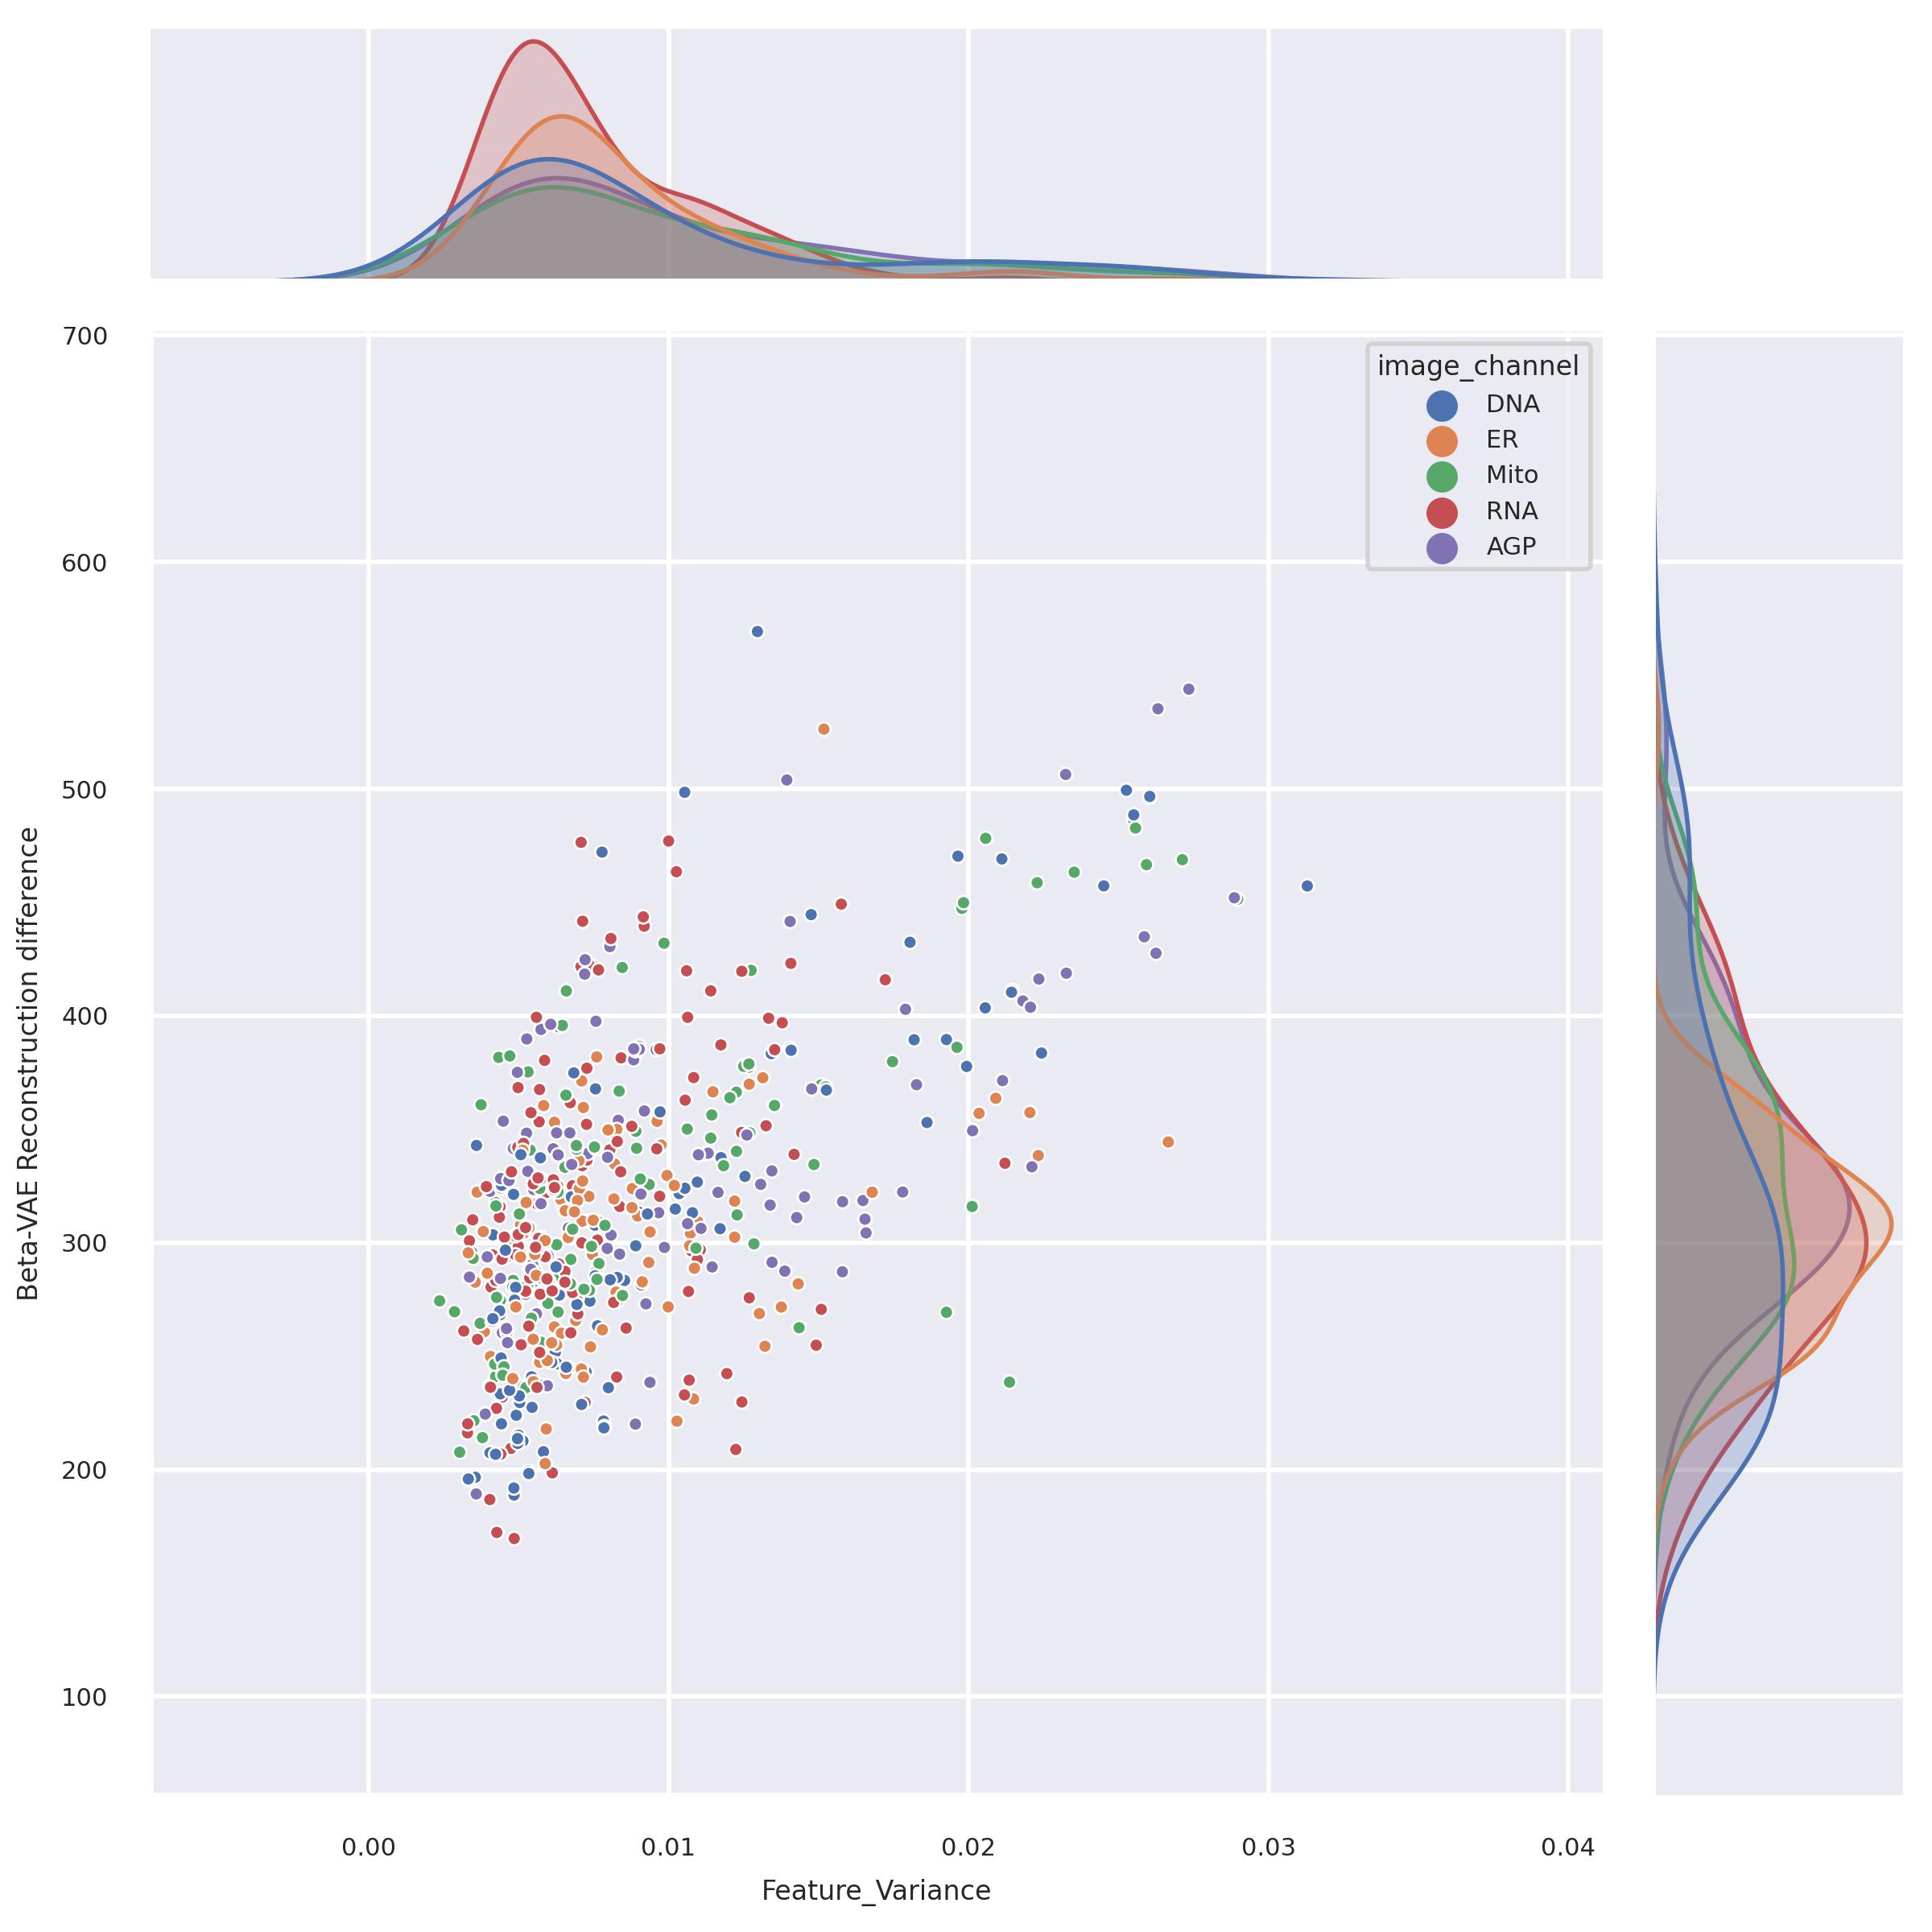 700
600
500
400
300
200
100
Beta-VAE Reconstruction difference
image_channel
DNA
ER
Mito
RNA
AGP
0.00 0.01 0.02 0.03 0.04
Feature_Variance